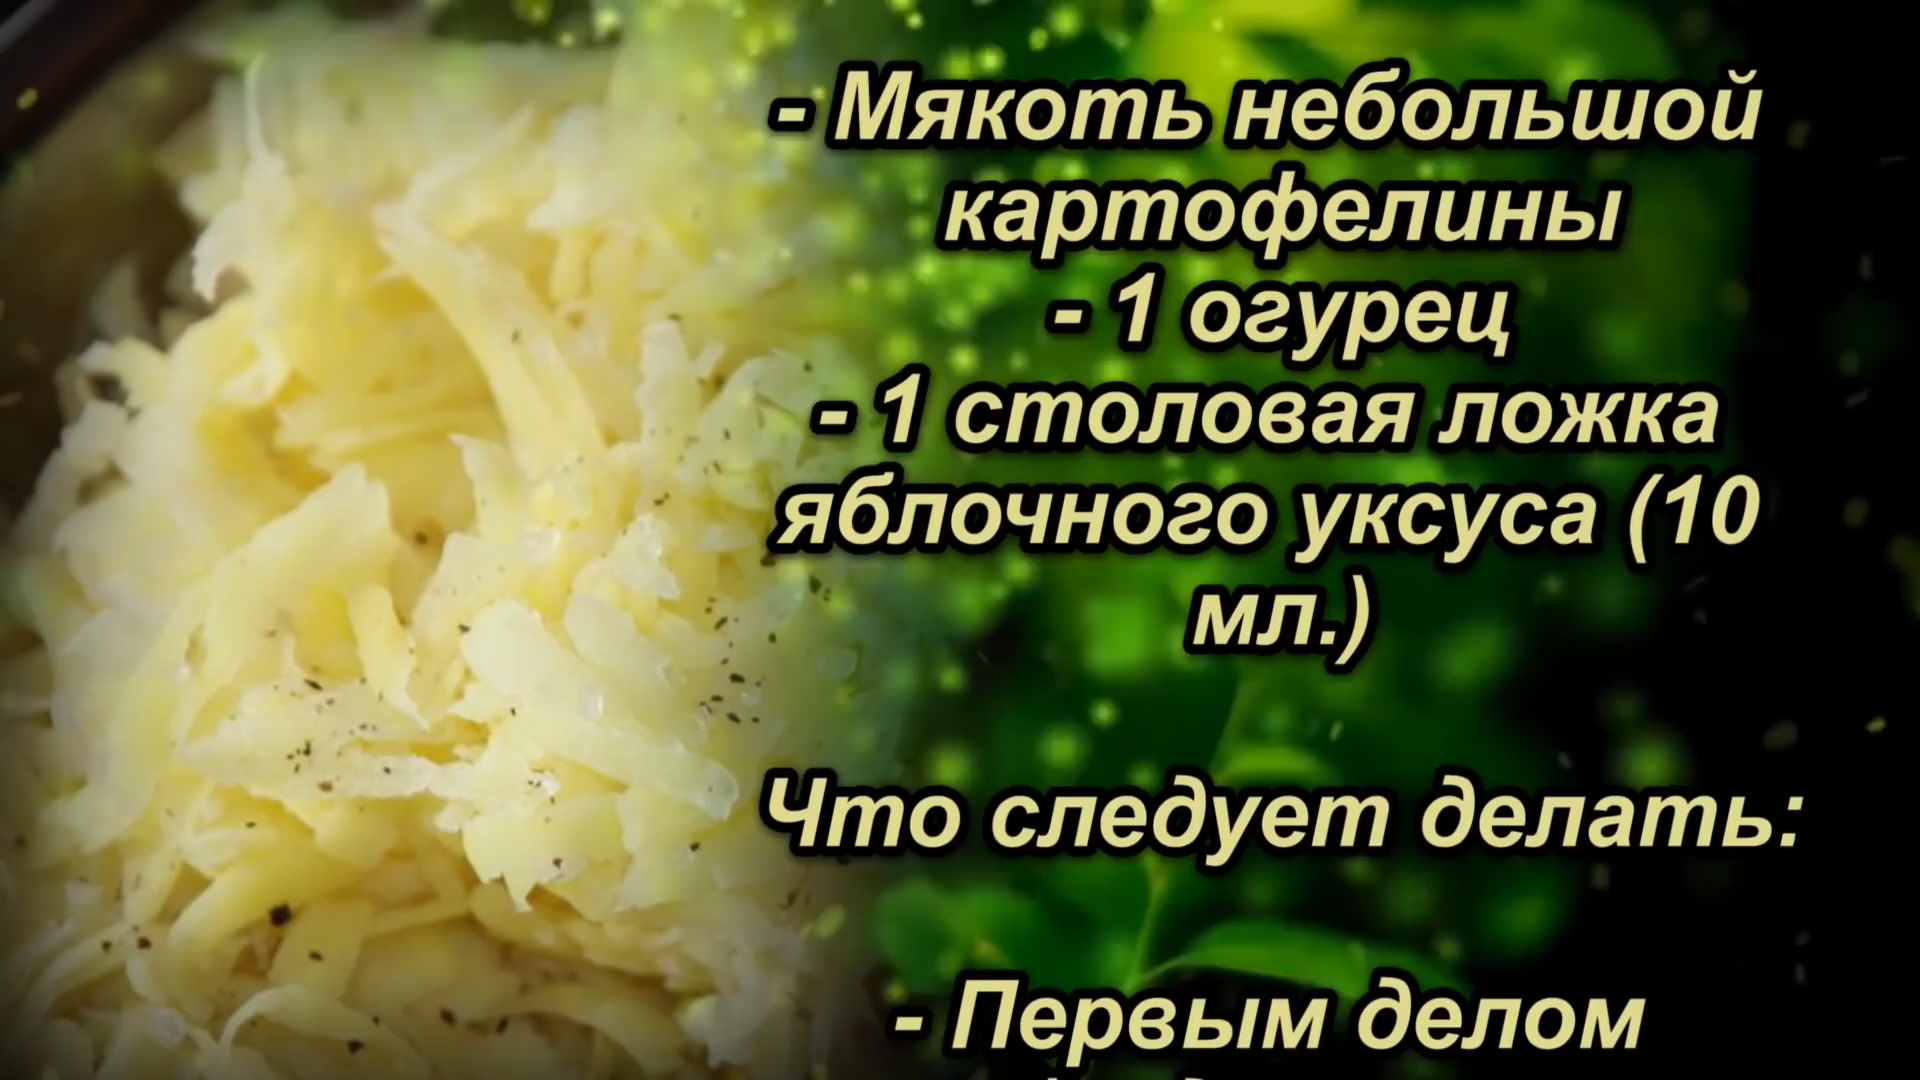 - Мякоть небольшой
картофелины
- 1 огурец
- 1 столовая ложка
яблочного уксуса (10
мл.)
Что следует делать:
- Первым делом